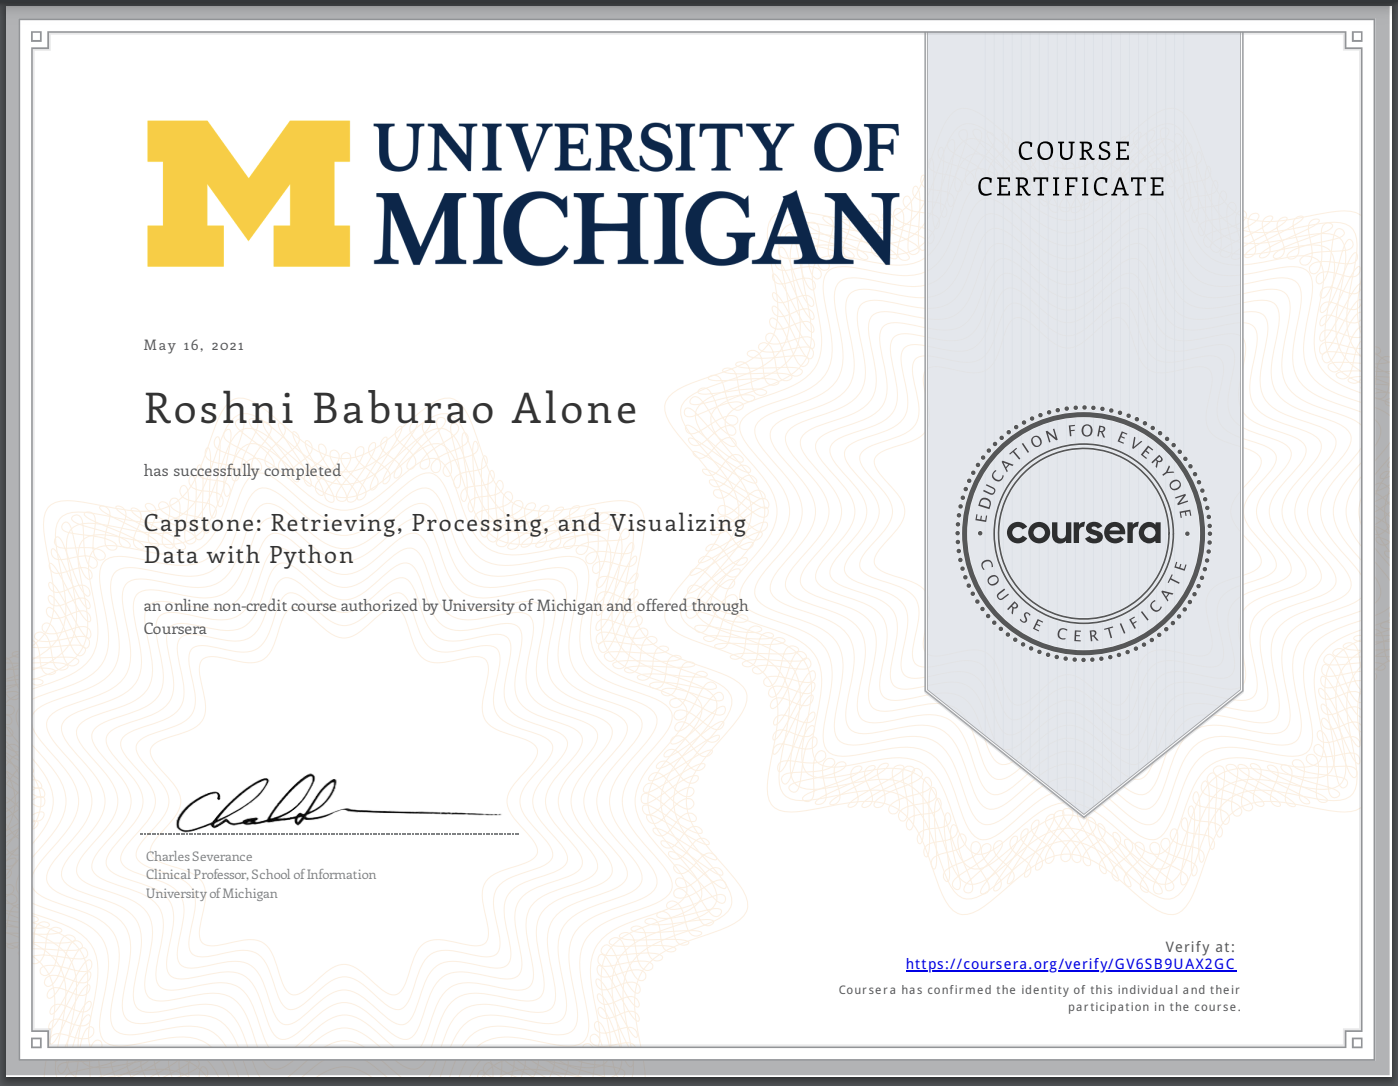 UNIVERSITY OF
MICHIGAN
COURSE
CERTIFICATE
May 16, 2021
Roshni Baburao Alone
has successfully completed
Capstone: Retrieving, Processing, and Visualizing
Data with Python
an online non-credit course authorized by University of Michigan and offered through
Coursera
EDUCATION FOR EVERYONE
coursera
COURSE CERTIFICATE
Charles Severance
Clinical Professor, School of Information
University of Michigan
Verify at:
https://coursera.org/verify/GV6SB9UAX2GC
Coursera has confirmed the identity of this individual and their
participation in the course.